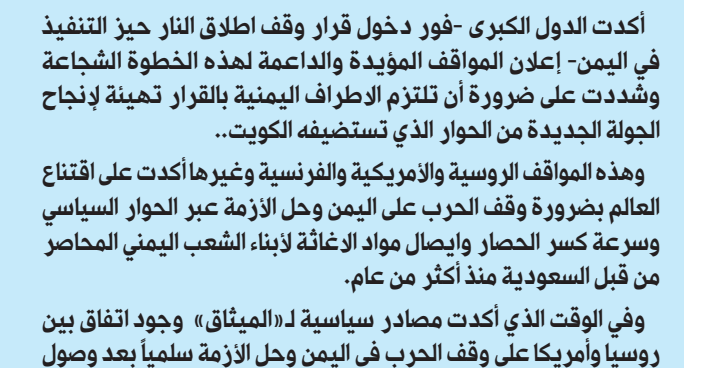 أكدت الدول الكبرى -فور دخول قرار وقف اطلاق النار حيز التنفيذ
في اليمن- إعلان المواقف المؤيدة والداعمة لهذه الخطوة الشجاعة
وشددت على ضرورة أن تلتزم الاطراف اليمنية بالقرار تهيئة لإنجاح
الجولة الجديدة من الحوار الذي تستضيفه الكويت..
وهذه المواقف الروسية والأمريكية والفرنسية وغيرها أكدت على اقتناع
العالم بضرورة وقف الحرب على اليمن وحل الأزمة عبر الحوار السياسي
وسرعة كسر الحصار وايصال مواد الاغاثة لأبناء الشعب اليمني المحاصر
من قبل السعودية منذ أكثر من عام.
وفي الوقت الذي أكدت مصادر سياسية لـ«الميثاق» وجود اتفاق بين
روسيا وأمريكا على وقف الحرب في اليمن وحل الأزمة سلمياً بعد وصول